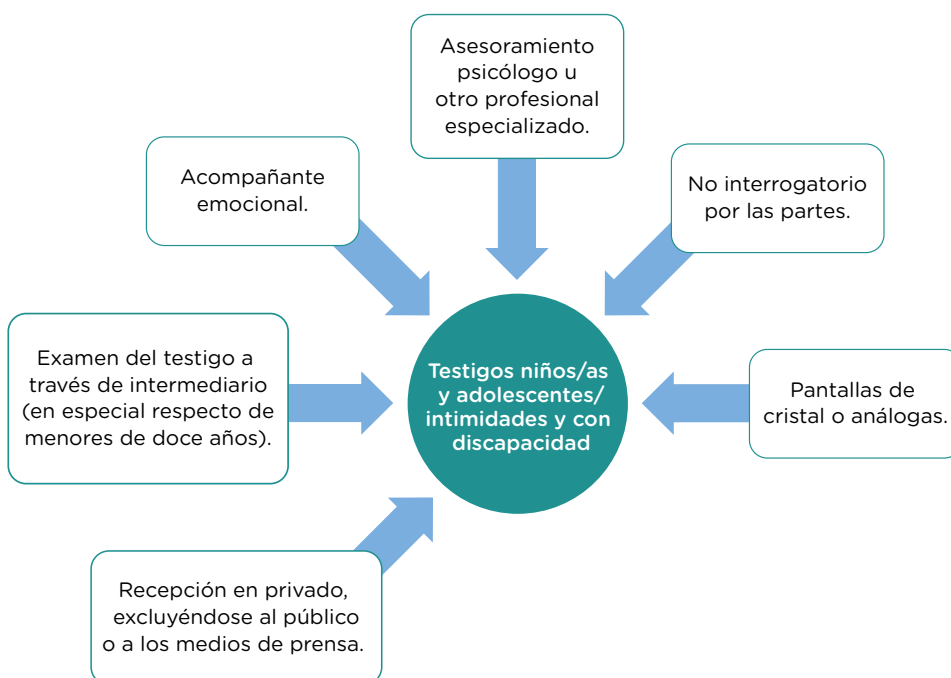 Asesoramiento
psicólogo u
otro profesional
especializado.
Acompañante
emocional.
No interrogatorio
por las partes.
Examen del testigo a
través de intermediario
(en especial respecto de
menores de doce años).
Testigos niños/as
y adolescentes/
intimidades y con
discapacidad
Pantallas de
cristal o análogas.
Recepción en privado,
excluyéndose al público
o a los medios de prensa.